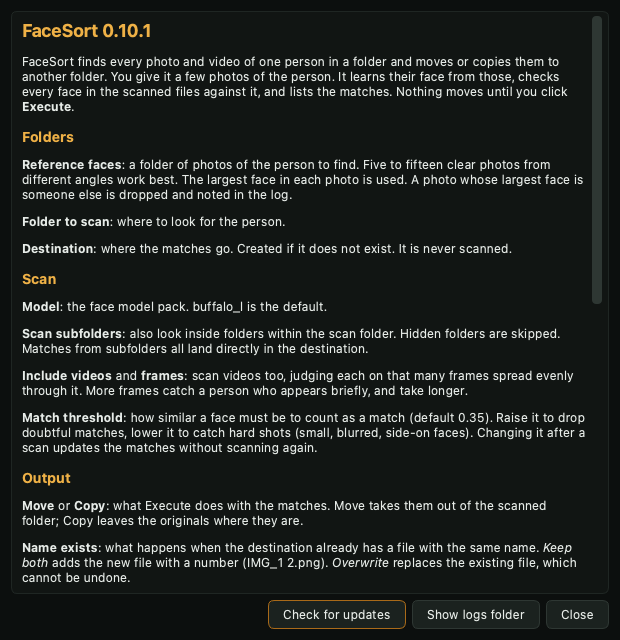 FaceSort 0.10.1
FaceSort finds every photo and video of one person in a folder and moves or copies them to
another folder. You give it a few photos of the person. It learns their face from those, checks
every face in the scanned files against it, and lists the matches. Nothing moves until you click
Execute.
Folders
Reference faces: a folder of photos of the person to find. Five to fifteen clear photos from
different angles work best. The largest face in each photo is used. A photo whose largest face is
someone else is dropped and noted in the log.
Folder to scan: where to look for the person.
Destination: where the matches go. Created if it does not exist. It is never scanned.
Scan
Model: the face model pack. buffalo_l is the default.
Scan subfolders: also look inside folders within the scan folder. Hidden folders are skipped.
Matches from subfolders all land directly in the destination.
Include videos and frames: scan videos too, judging each on that many frames spread evenly
through it. More frames catch a person who appears briefly, and take longer.
Match threshold: how similar a face must be to count as a match (default 0.35). Raise it to drop
doubtful matches, lower it to catch hard shots (small, blurred, side-on faces). Changing it after a
scan updates the matches without scanning again.
Output
Move or Copy: what Execute does with the matches. Move takes them out of the scanned
folder; Copy leaves the originals where they are.
Name exists: what happens when the destination already has a file with the same name. Keep
both adds the new file with a number (IMG_1 2.png). Overwrite replaces the existing file, which
cannot be undone.
Check for updates
Show logs folder
Close